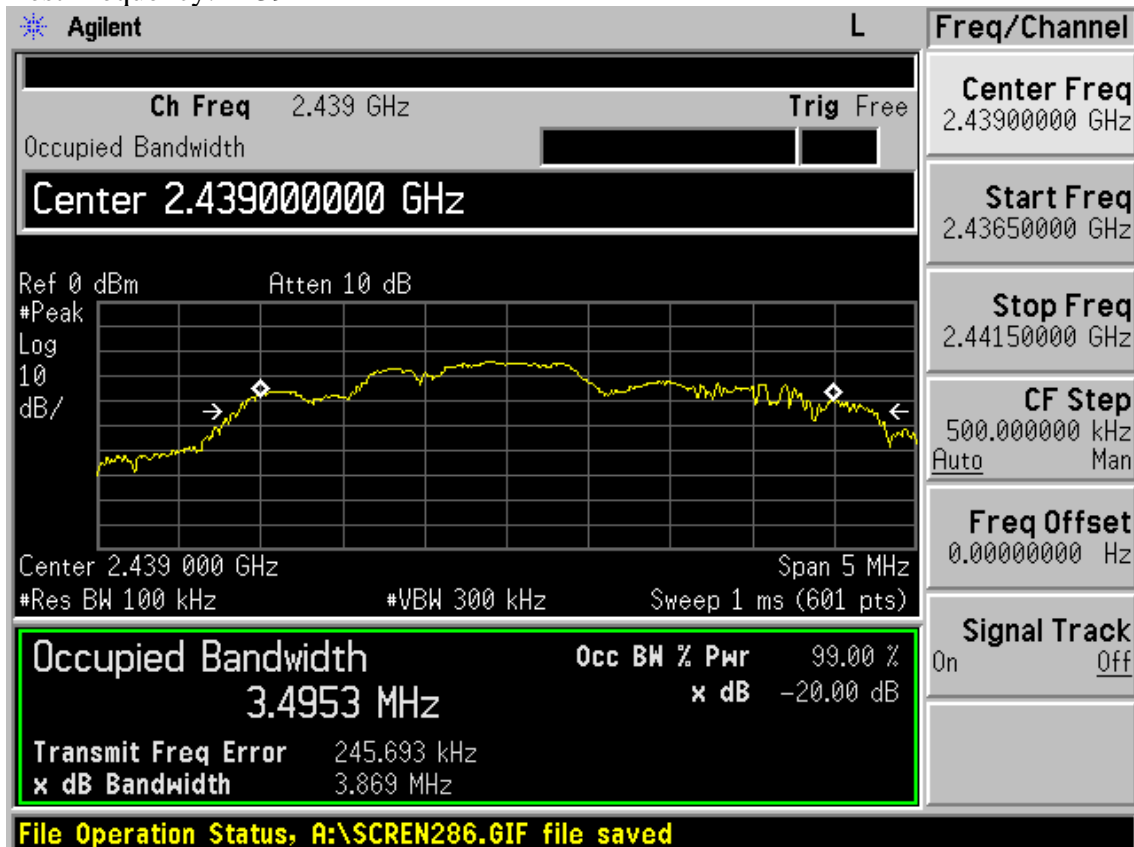 Agilent L
Ch Freq 2.439 GHz Trig Free
Occupied Bandwidth
Center 2.439000000 GHz
Ref 0 dBm Atten 10 dB
#Peak
Log
10
dB/
Center 2.439 000 GHz Span 5 MHz
#Res BW 100 kHz #VBW 300 kHz Sweep 1 ms (601 pts)
Occupied Bandwidth Occ BW % Pwr 99.00 %
3.4953 MHz x dB -20.00 dB
Transmit Freq Error 245.693 kHz
x dB Bandwidth 3.869 MHz
File Operation Status, A:\SCREN286.GIF file saved
Freq/Channel
Center Freq
2.43900000 GHz
Start Freq
2.43650000 GHz
Stop Freq
2.44150000 GHz
CF Step
500.000000 kHz
Auto Man
Freq Offset
0.00000000 Hz
Signal Track
On Off